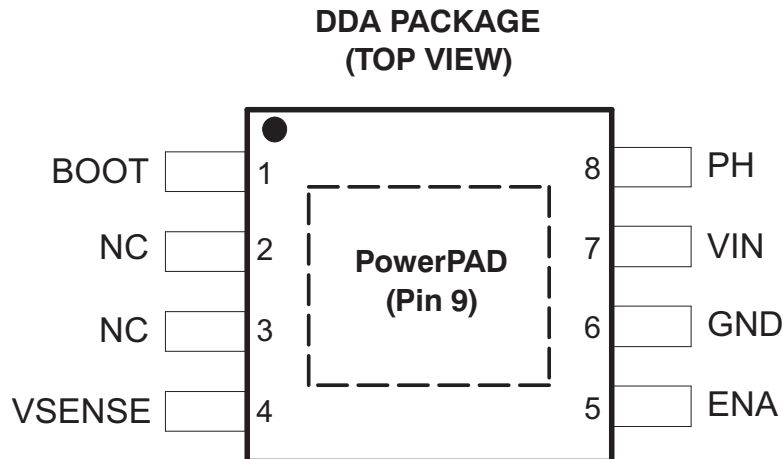 DDA PACKAGE
(TOP VIEW)
BOOT 1 8 PH
NC 2 7 VIN
PowerPAD
(Pin 9)
NC 3 6 GND
VSENSE 4 5 ENA